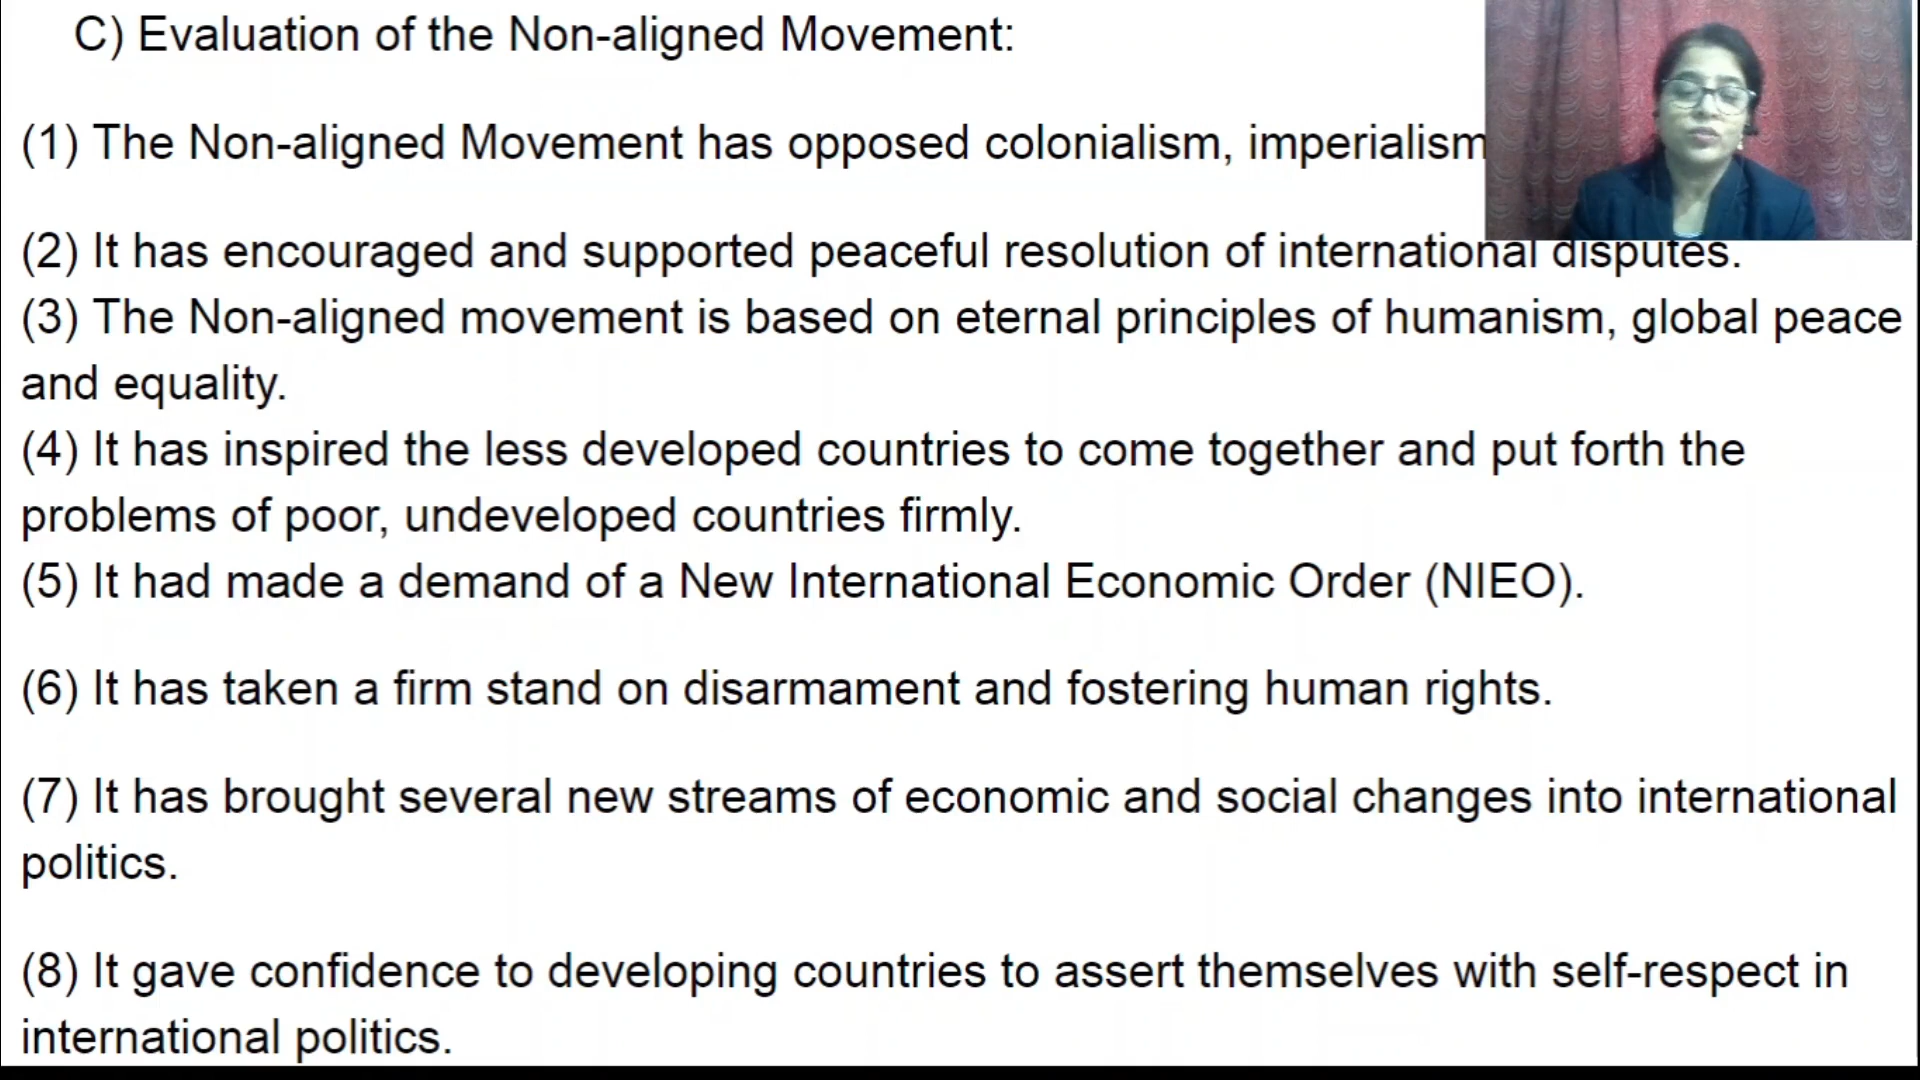 C) Evaluation of the Non-aligned Movement:
(1) The Non-aligned Movement has opposed colonialism, imperialism
(2) It has encouraged and supported peaceful resolution of international disputes.
(3) The Non-aligned movement is based on eternal principles of humanism, global peace
and equality.
(4) It has inspired the less developed countries to come together and put forth the
problems of poor, undeveloped countries firmly.
(5) It had made a demand of a New International Economic Order (NIEO).
(6) It has taken a firm stand on disarmament and fostering human rights.
(7) It has brought several new streams of economic and social changes into international
politics.
(8) It gave confidence to developing countries to assert themselves with self-respect in
international politics.